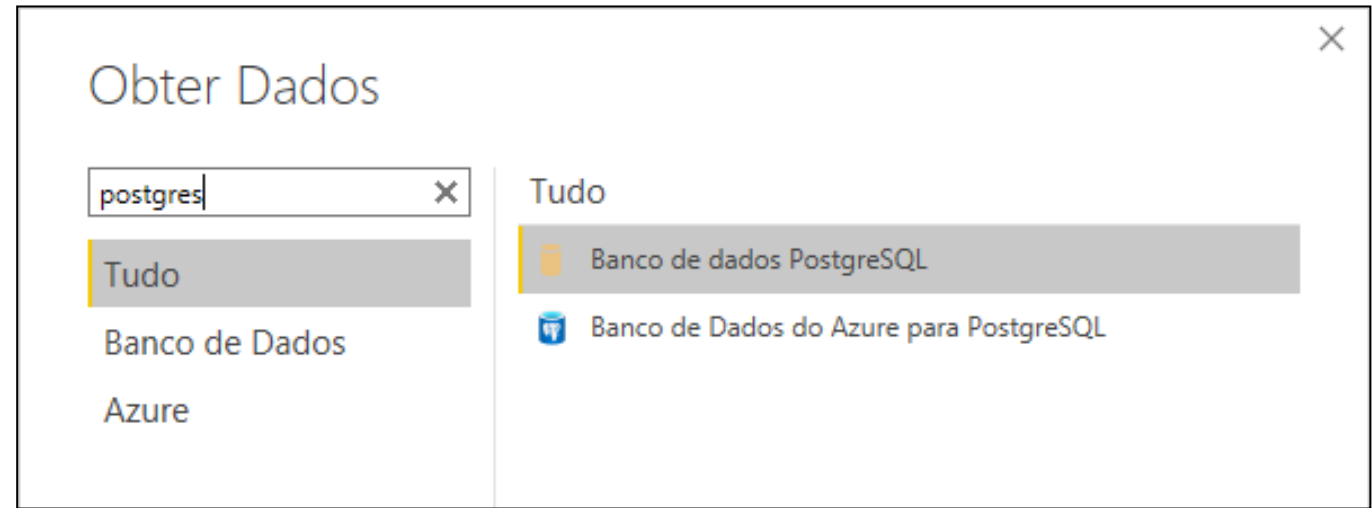 Obter Dados
postgres
Tudo
Banco de Dados
Azure
Tudo
Banco de dados PostgreSQL
Banco de Dados do Azure para PostgreSQL